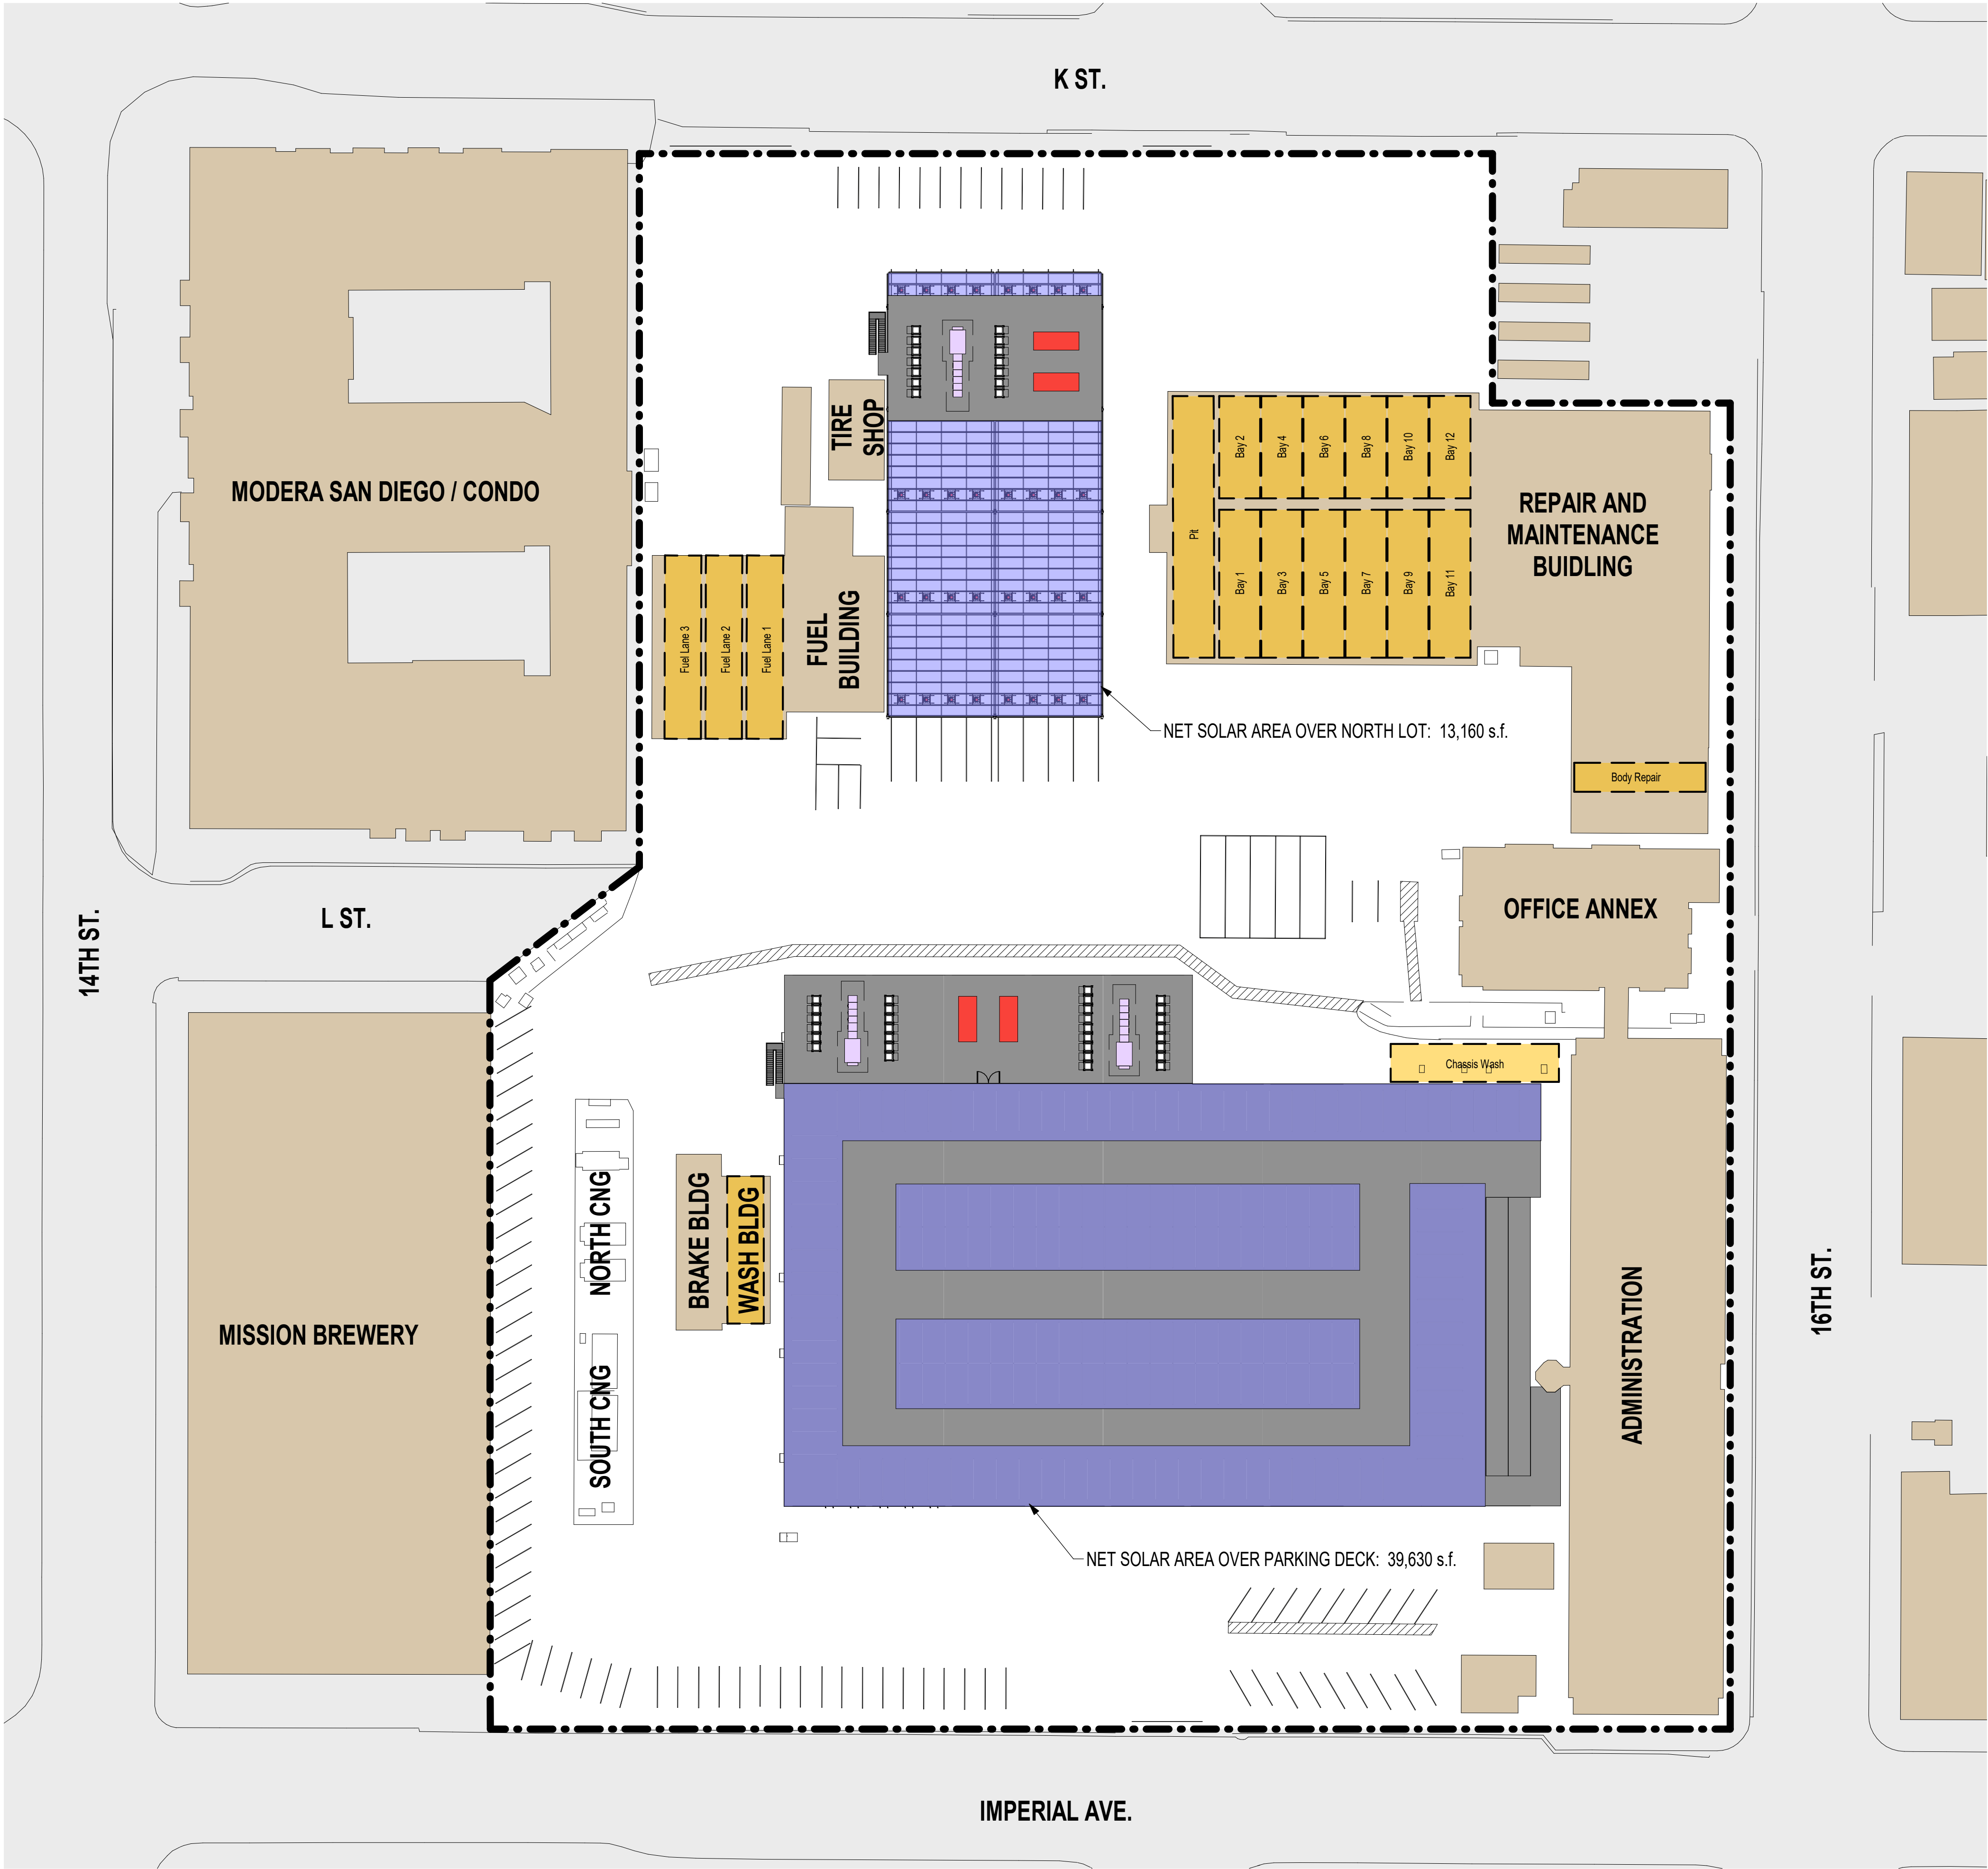 K ST.
MODERA SAN DIEGO / CONDO
TIRE
SHOP
Pit
Bay 2
Bay 4
Bay 6
Bay 8
Bay 10
Bay 12
Bay 1
Bay 3
Bay 5
Bay 7
Bay 9
Bay 11
REPAIR AND
MAINTENANCE
BUIDLING
Fuel Lane 3
Fuel Lane 2
Fuel Lane 1
FUEL
BUILDING
NET SOLAR AREA OVER NORTH LOT: 13,160 s.f.
Body Repair
14TH ST.
L ST.
OFFICE ANNEX
Chassis Wash
MISSION BREWERY
NORTH CNG
SOUTH CNG
BRAKE BLDG
WASH BLDG
ADMINISTRATION
16TH ST.
NET SOLAR AREA OVER PARKING DECK: 39,630 s.f.
IMPERIAL AVE.